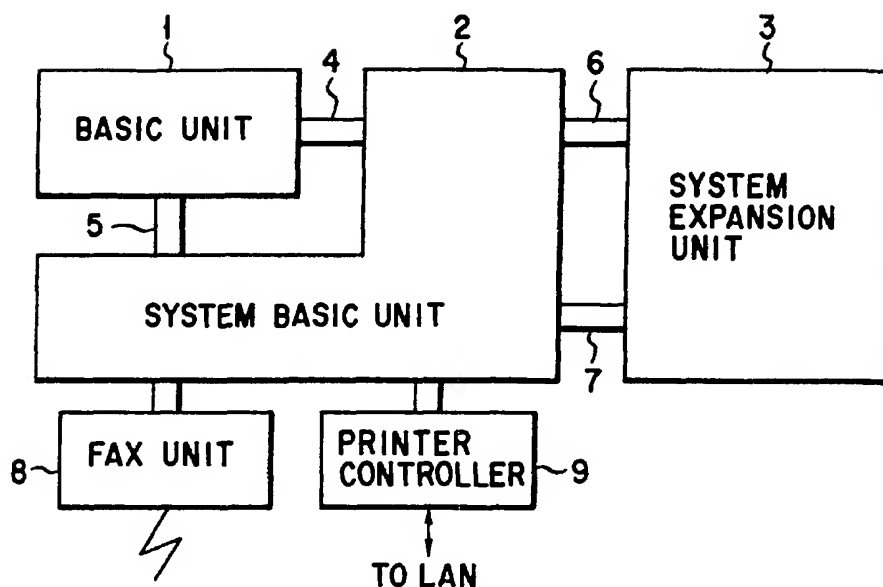 1
2
3
4
6
BASIC UNIT
SYSTEM
EXPANSION
UNIT
5
SYSTEM BASIC UNIT
7
8
FAX UNIT
PRINTER
CONTROLLER
9
TO LAN